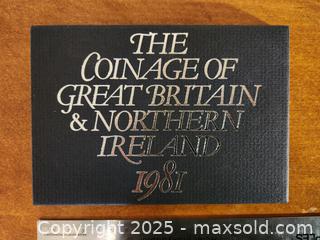 THE
COINAGE OF
GREAT BRITAIN
& NORTHERN
IRELAND
1981
Copyright 2025 - maxsold.com